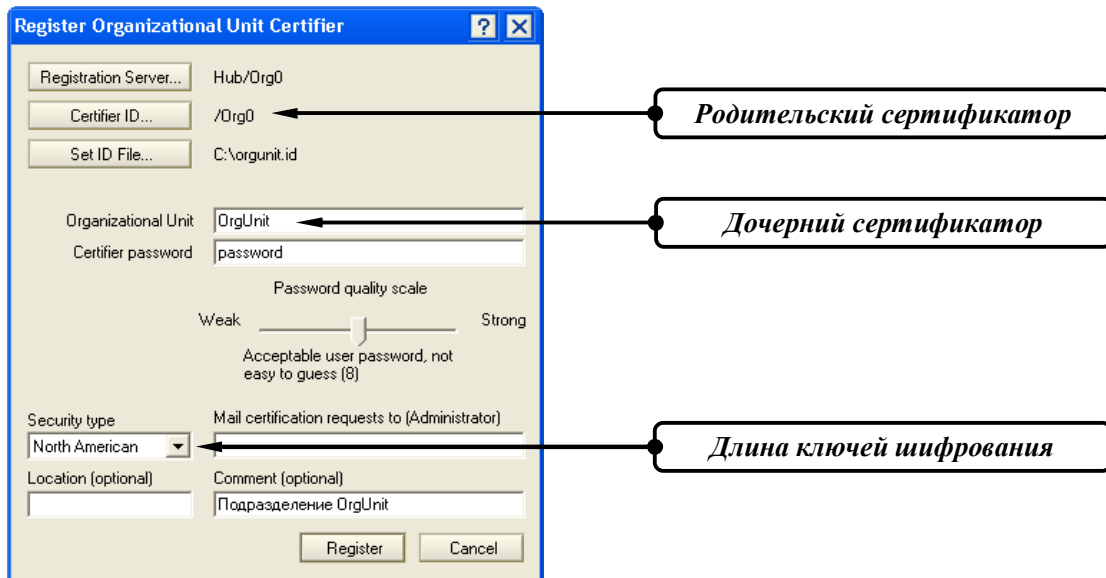 Register Organizational Unit Certifier
Registration Server... Hub/Org0
Certifier ID... /Org0
Родительский сертификатор
Set ID File... C:\orgunit.id
Organizational Unit OrgUnit
Дочерний сертификатор
Certifier password password
Password quality scale
Weak Strong
Acceptable user password, not
easy to guess (8)
Security type Mail certification requests to (Administrator)
North American
Длина ключей шифрования
Location (optional) Comment (optional)
Подразделение OrgUnit
Register Cancel